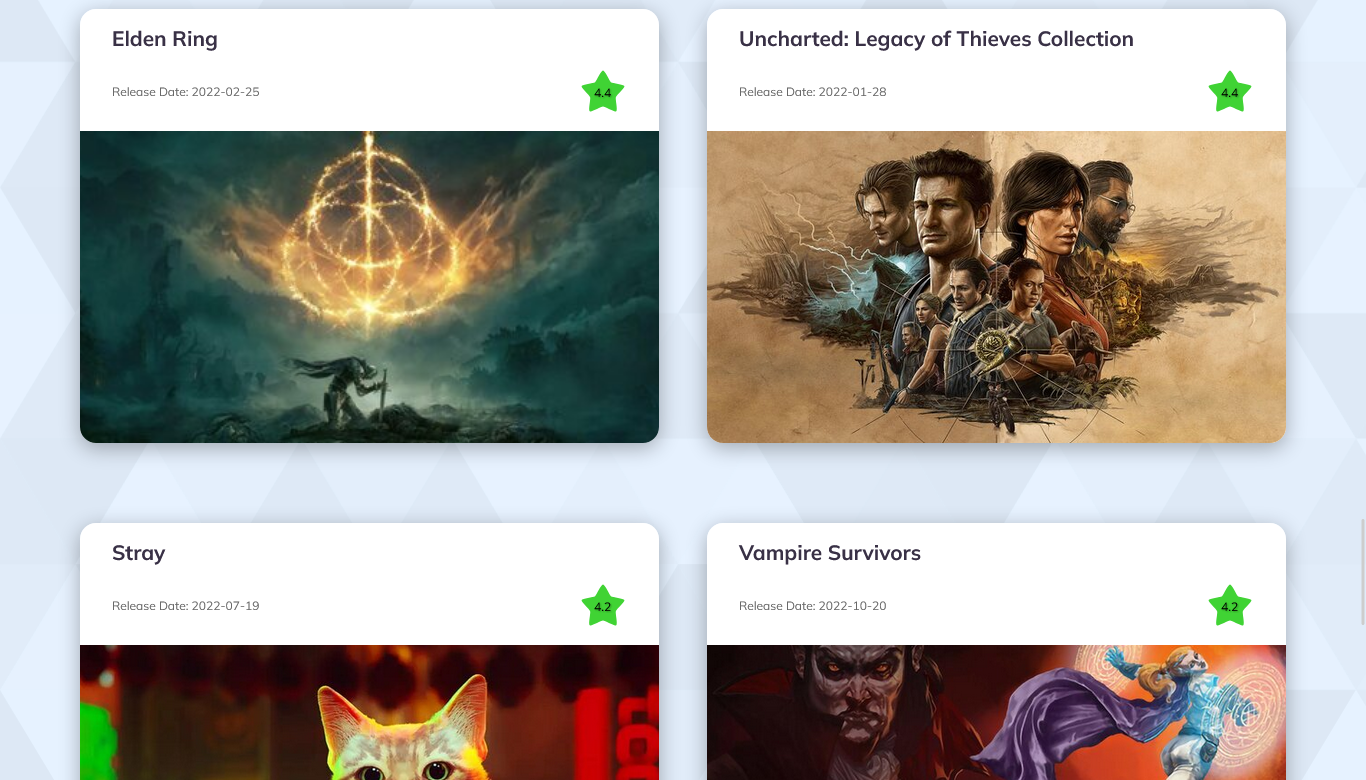 Elden Ring
Release Date: 2022-02-25
4.4
Uncharted: Legacy of Thieves Collection
Release Date: 2022-01-28
4.4
Stray
Release Date: 2022-07-19
4.2
Vampire Survivors
Release Date: 2022-10-20
4.2